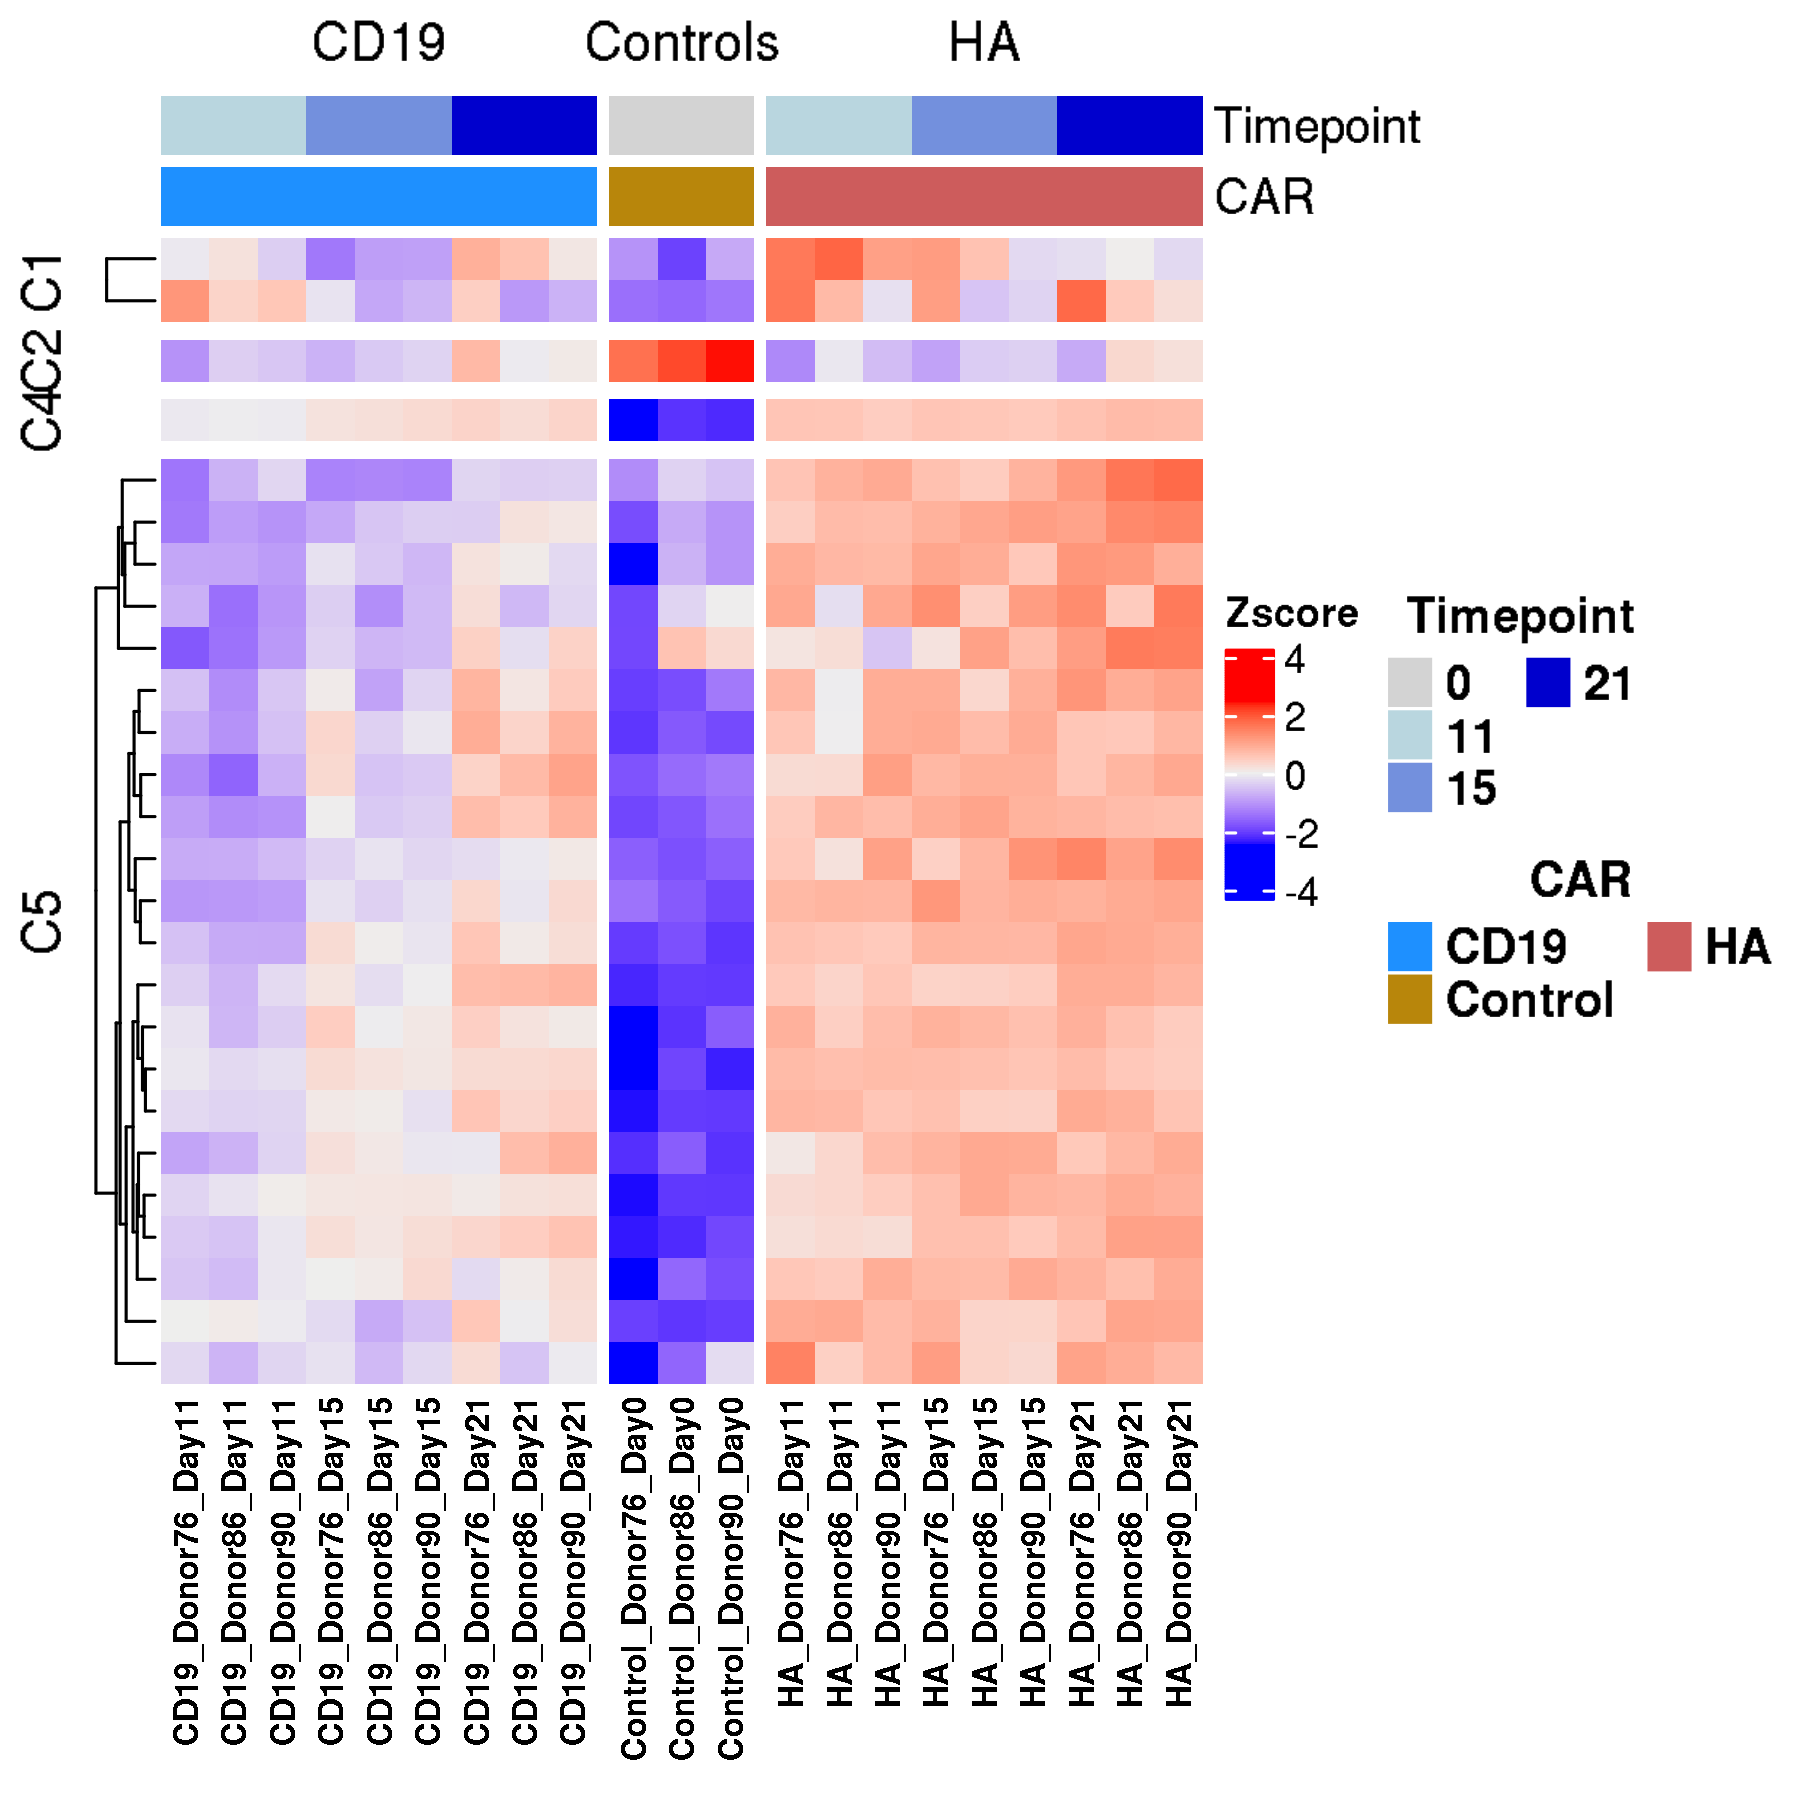 CD19 Controls HA
Timepoint
CAR
C1
C2
C4
C5
Zscore
4
2
0
-2
-4
Timepoint
0 21
11
15
CAR
CD19 HA
Control
CD19_Donor76_Day11
CD19_Donor86_Day11
CD19_Donor90_Day11
CD19_Donor76_Day15
CD19_Donor86_Day15
CD19_Donor90_Day15
CD19_Donor76_Day21
CD19_Donor86_Day21
CD19_Donor90_Day21
Control_Donor76_Day0
Control_Donor86_Day0
Control_Donor90_Day0
HA_Donor76_Day11
HA_Donor86_Day11
HA_Donor90_Day11
HA_Donor76_Day15
HA_Donor86_Day15
HA_Donor90_Day15
HA_Donor76_Day21
HA_Donor86_Day21
HA_Donor90_Day21